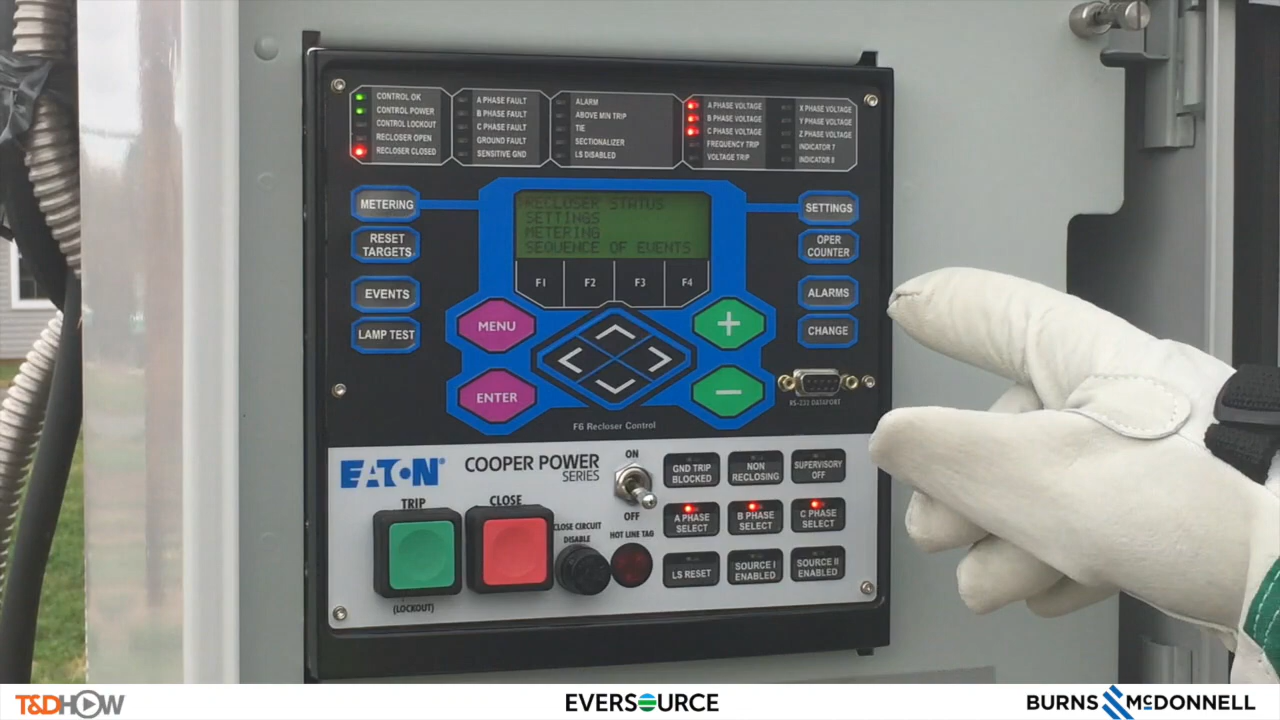 CONTROL OK
CONTROL POWER
CONTROL LOCKOUT
RECLOSER OPEN
RECLOSER CLOSED
A PHASE FAULT
B PHASE FAULT
C PHASE FAULT
GROUND FAULT
SENSITIVE GND
ALARM
ABOVE MIN TRIP
TIE
SECTIONALIZER
LS DISABLED
A PHASE VOLTAGE
B PHASE VOLTAGE
C PHASE VOLTAGE
FREQUENCY TRIP
VOLTAGE TRIP
X PHASE VOLTAGE
Y PHASE VOLTAGE
Z PHASE VOLTAGE
INDICATOR 7
INDICATOR 8
METERING
RESET
TARGETS
EVENTS
LAMP TEST
RECLOSER STATUS
SETTINGS
METERING
SEQUENCE OF EVENTS
F1 F2 F3 F4
MENU
ENTER
+
−
SETTINGS
OPER
COUNTER
ALARMS
CHANGE
RS-232 DATAPORT
F6 Recloser Control
EATON
COOPER POWER
SERIES
TRIP
(LOCKOUT)
CLOSE
CLOSE CIRCUIT
DISABLE
ON
OFF
HOT LINE TAG
GND TRIP
BLOCKED
NON
RECLOSING
SUPERVISORY
OFF
A PHASE
SELECT
B PHASE
SELECT
C PHASE
SELECT
LS RESET
SOURCE I
ENABLED
SOURCE II
ENABLED
T&DHOW
EVERSOURCE
BURNS McDONNELL